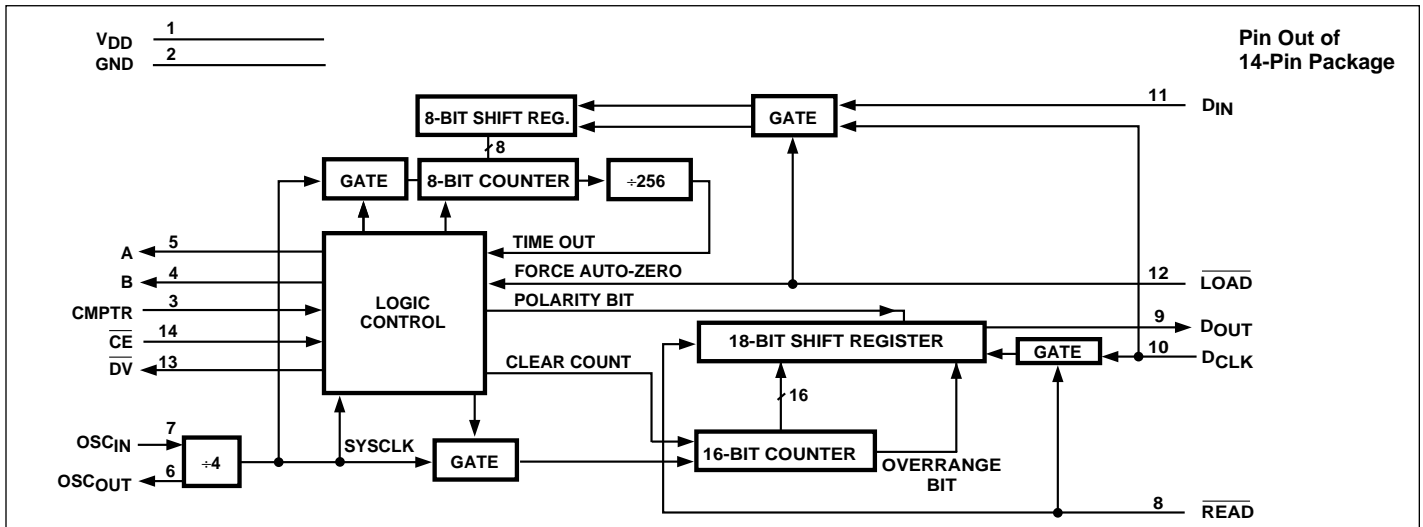 VDD 1
GND 2
Pin Out of
14-Pin Package
11 DIN
8-BIT SHIFT REG.
GATE
8
GATE
8-BIT COUNTER
÷256
A 5
TIME OUT
B 4
FORCE AUTO-ZERO
12 LOAD
CMPTR 3
LOGIC
CONTROL
POLARITY BIT
9 DOUT
CE 14
18-BIT SHIFT REGISTER
GATE
10 DCLK
DV 13
CLEAR COUNT
16
OSCIN 7
÷4
SYSCLK
GATE
16-BIT COUNTER
OVERRANGE
BIT
OSCOUT 6
8 READ